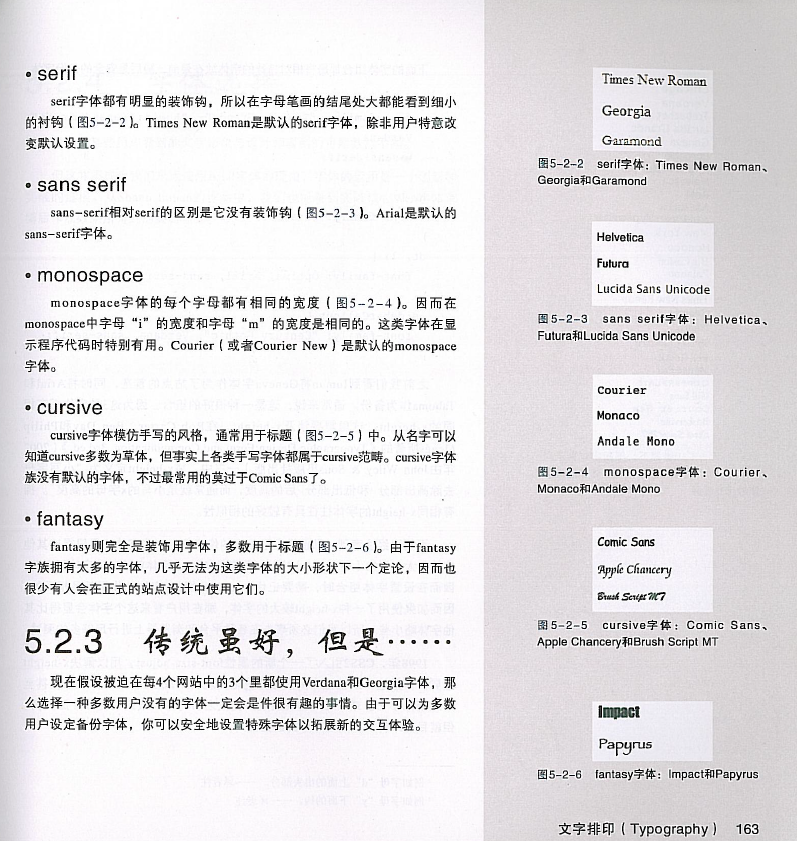 • serif
serif字体都有明显的装饰钩，所以在字母笔画的结尾处大都能看到细小
的衬钩（图5-2-2）。Times New Roman是默认的serif字体，除非用户特意改
变默认设置。
• sans serif
sans-serif相对serif的区别是它没有装饰钩（图5-2-3）。Arial是默认的
sans-serif字体。
• monospace
monospace字体的每个字母都有相同的宽度（图5-2-4）。因而在
monospace中字母“i”的宽度和字母“m”的宽度是相同的。这类字体在显
示程序代码时特别有用。Courier（或者Courier New）是默认的monospace
字体。
• cursive
cursive字体模仿手写的风格，通常用于标题（图5-2-5）中。从名字可以
知道cursive多数为草体，但事实上各类手写字体都属于cursive范畴。cursive字体
族没有默认的字体，不过最常用的莫过于Comic Sans了。
• fantasy
fantasy则完全是装饰用字体，多数用于标题（图5-2-6）。由于fantasy
字族拥有太多的字体，几乎无法为这类字体的大小形状下一个定论，因而也
很少有人会在正式的站点设计中使用它们。
5.2.3 传统虽好，但是……
现在假设被迫在每4个网站中的3个里都使用Verdana和Georgia字体，那
么选择一种多数用户没有的字体一定会是件很有趣的事情。由于可以为多数
用户设定备份字体，你可以安全地设置特殊字体以拓展新的交互体验。
Times New Roman
Georgia
Garamond
图5-2-2 serif字体：Times New Roman、
Georgia和Garamond
Helvetica
Futura
Lucida Sans Unicode
图5-2-3 sans serif字体：Helvetica、
Futura和Lucida Sans Unicode
Courier
Monaco
Andale Mono
图5-2-4 monospace字体：Courier、
Monaco和Andale Mono
Comic Sans
Apple Chancery
Brush Script MT
图5-2-5 cursive字体：Comic Sans、
Apple Chancery和Brush Script MT
Impact
Papyrus
图5-2-6 fantasy字体：Impact和Papyrus
文字排印（Typography） 163